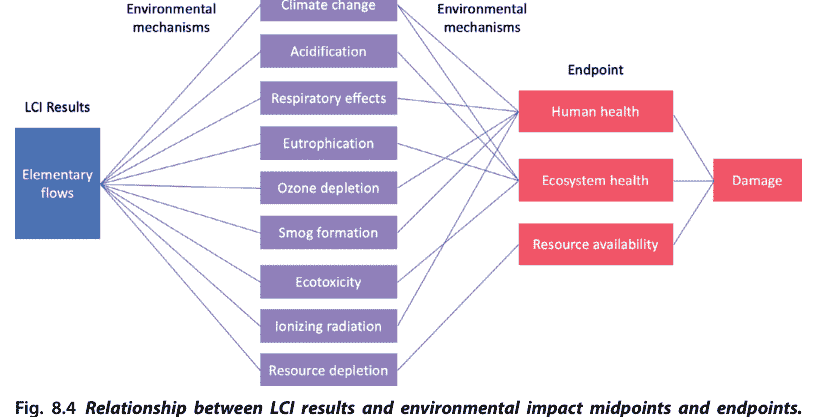 Environmental
mechanisms
Climate change
Environmental
mechanisms
Acidification
Endpoint
LCI Results
Respiratory effects
Human health
Elementary
flows
Eutrophication
Ozone depletion
Ecosystem health
Damage
Smog formation
Resource availability
Ecotoxicity
Ionizing radiation
Resource depletion
Fig. 8.4 Relationship between LCI results and environmental impact midpoints and endpoints.